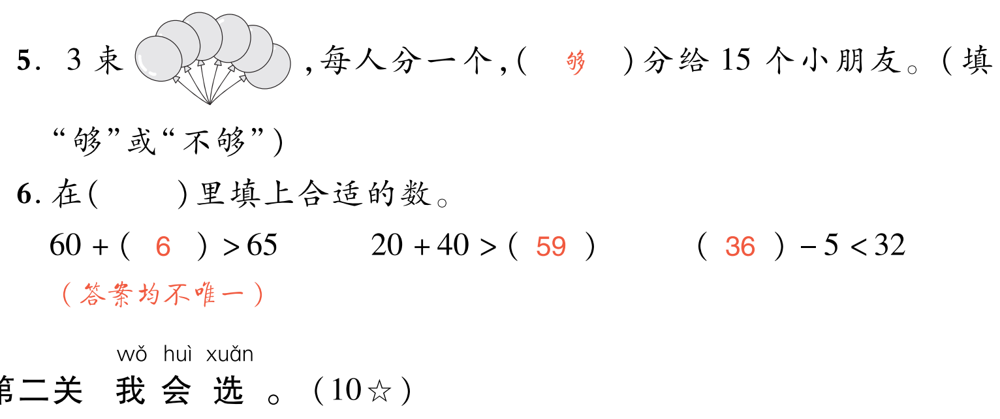 5. 3 束 ,每人分一个,( 够 )分给 15 个小朋友。(填
“够”或“不够”)
6. 在( )里填上合适的数。
60 + ( 6 ) > 65 20 + 40 > ( 59 ) ( 36 ) - 5 < 32
(答案均不唯一)
wǒ huì xuǎn
第二关 我会选。(10☆)